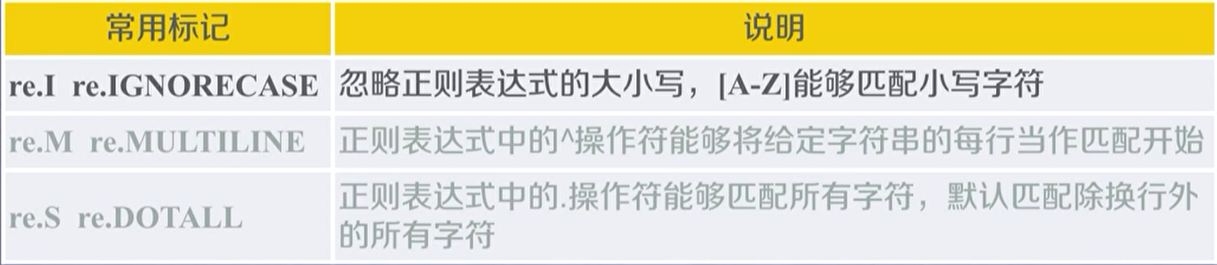 常用标记 说明
re.I re.IGNORECASE 忽略正则表达式的大小写，[A-Z]能够匹配小写字符
re.M re.MULTILINE 正则表达式中的^操作符能够将给定字符串的每行当作匹配开始
re.S re.DOTALL 正则表达式中的.操作符能够匹配所有字符，默认匹配除换行外
的所有字符